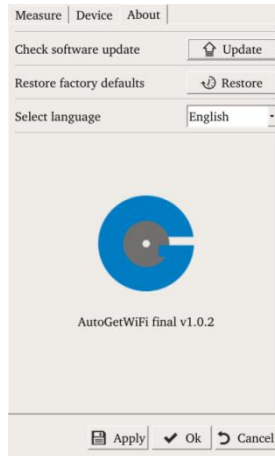 Measure Device About
Check software update Update
Restore factory defaults Restore
Select language English
AutoGetWiFi final v1.0.2
Apply Ok Cancel